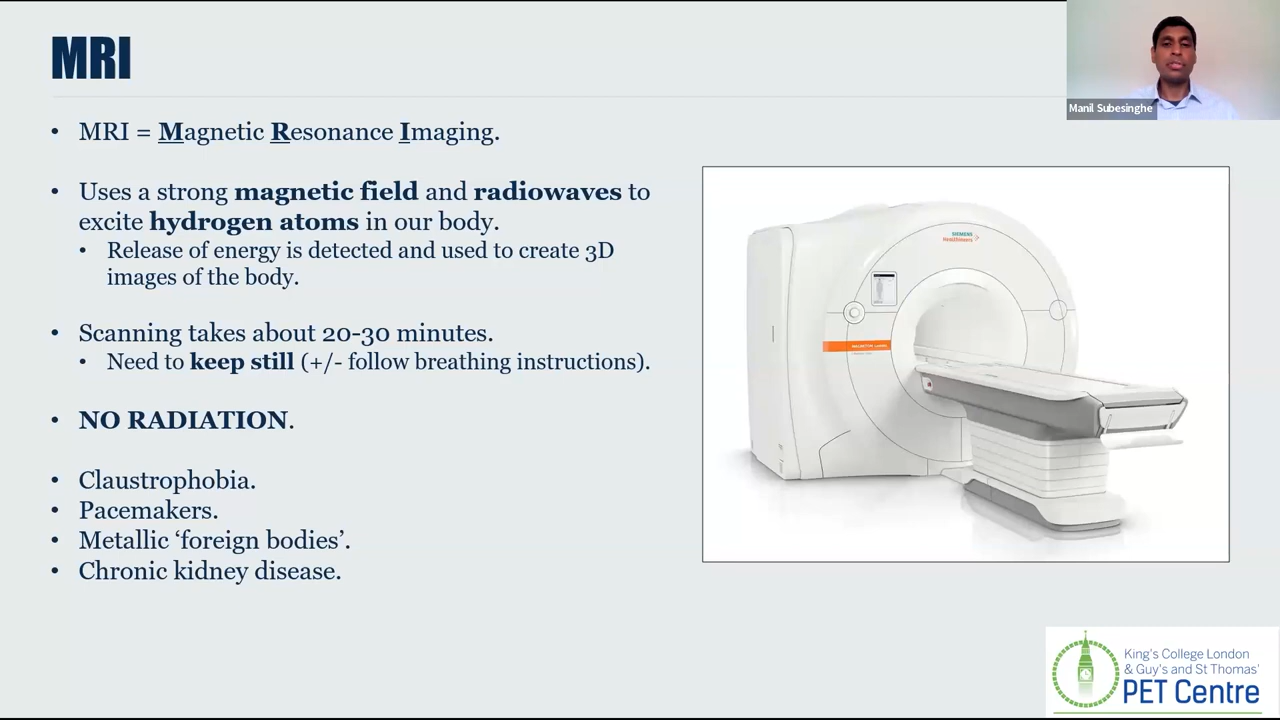 MRI
Manil Subesinghe
• MRI = Magnetic Resonance Imaging.
• Uses a strong magnetic field and radiowaves to
excite hydrogen atoms in our body.
• Release of energy is detected and used to create 3D
images of the body.
• Scanning takes about 20-30 minutes.
• Need to keep still (+/- follow breathing instructions).
• NO RADIATION.
• Claustrophobia.
• Pacemakers.
• Metallic ‘foreign bodies’.
• Chronic kidney disease.
SIEMENS
Healthineers
King's College London
& Guy's and St Thomas'
PET Centre